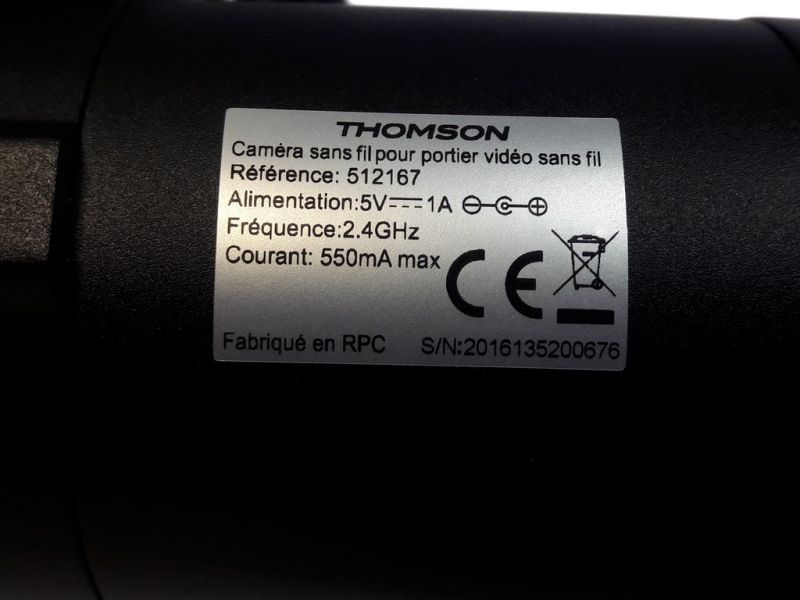 THOMSON
Caméra sans fil pour portier vidéo sans fil
Référence: 512167
Alimentation:5V⎓1A
Fréquence:2.4GHz
Courant: 550mA max
CE
Fabriqué en RPC S/N:2016135200676